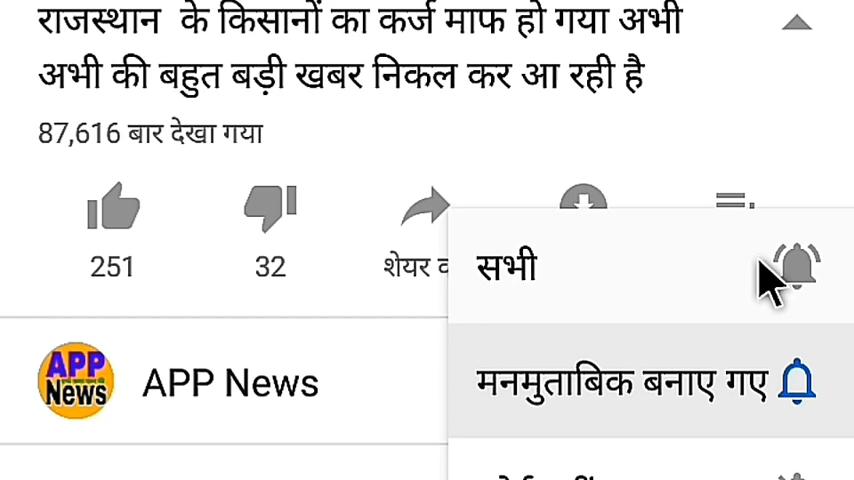 राजस्थान के किसानों का कर्ज माफ हो गया अभी
अभी की बहुत बड़ी खबर निकल कर आ रही है
87,616 बार देखा गया
251
32
शेयर
सभी
APP
News
APP News
मनमुताबिक बनाए गए